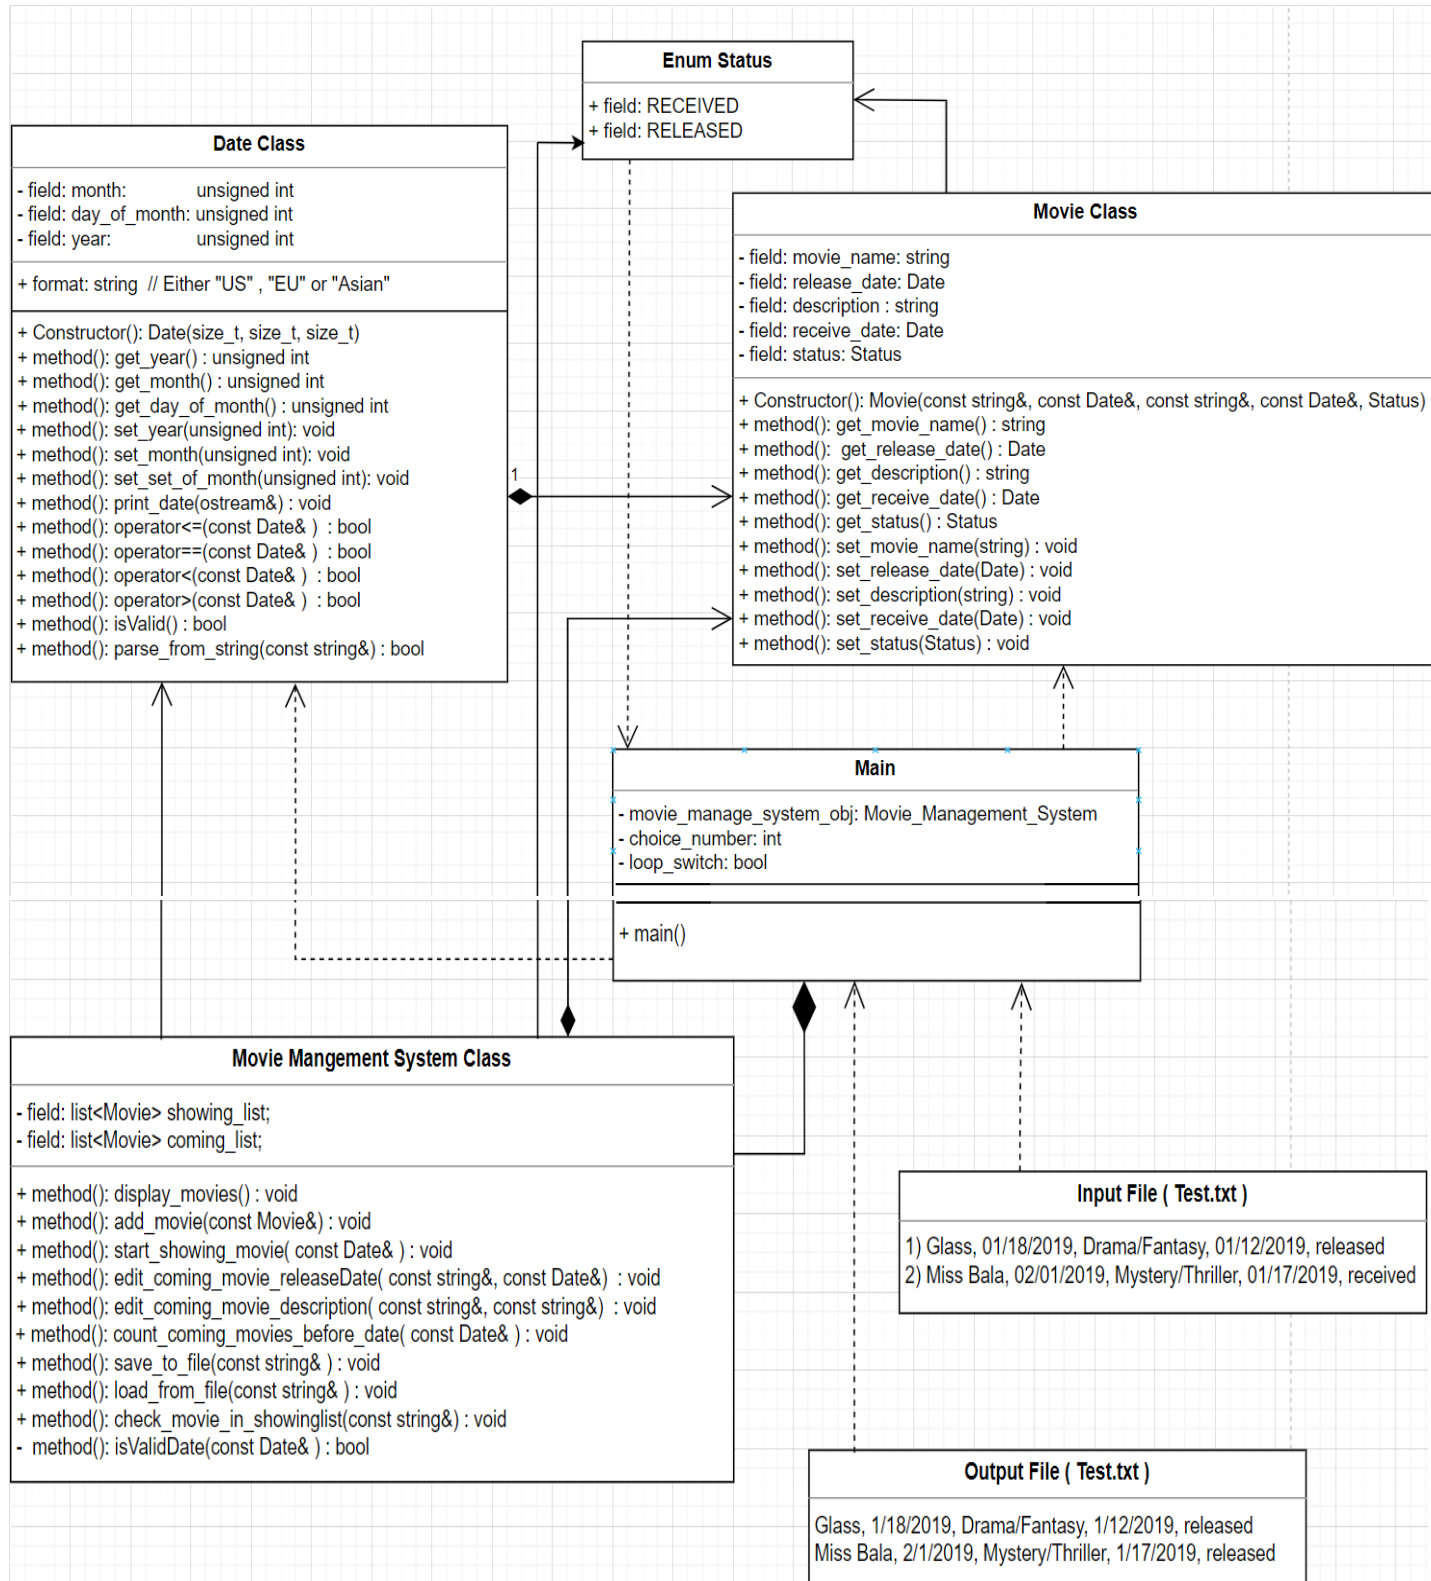 Enum Status
+ field: RECEIVED
+ field: RELEASED
Date Class
- field: month: unsigned int
- field: day_of_month: unsigned int
- field: year: unsigned int
+ format: string // Either "US" , "EU" or "Asian"
+ Constructor(): Date(size_t, size_t, size_t)
+ method(): get_year() : unsigned int
+ method(): get_month() : unsigned int
+ method(): get_day_of_month() : unsigned int
+ method(): set_year(unsigned int): void
+ method(): set_month(unsigned int): void
+ method(): set_set_of_month(unsigned int): void
+ method(): print_date(ostream&) : void
+ method(): operator<=(const Date& ) : bool
+ method(): operator==(const Date& ) : bool
+ method(): operator<(const Date& ) : bool
+ method(): operator>(const Date& ) : bool
+ method(): isValid() : bool
+ method(): parse_from_string(const string&) : bool
1
Movie Class
- field: movie_name: string
- field: release_date: Date
- field: description : string
- field: receive_date: Date
- field: status: Status
+ Constructor(): Movie(const string&, const Date&, const string&, const Date&, Status)
+ method(): get_movie_name() : string
+ method(): get_release_date() : Date
+ method(): get_description() : string
+ method(): get_receive_date() : Date
+ method(): get_status() : Status
+ method(): set_movie_name(string) : void
+ method(): set_release_date(Date) : void
+ method(): set_description(string) : void
+ method(): set_receive_date(Date) : void
+ method(): set_status(Status) : void
Main
- movie_manage_system_obj: Movie_Management_System
- choice_number: int
- loop_switch: bool
+ main()
Movie Mangement System Class
- field: list<Movie> showing_list;
- field: list<Movie> coming_list;
+ method(): display_movies() : void
+ method(): add_movie(const Movie&) : void
+ method(): start_showing_movie( const Date& ) : void
+ method(): edit_coming_movie_releaseDate( const string&, const Date&) : void
+ method(): edit_coming_movie_description( const string&, const string&) : void
+ method(): count_coming_movies_before_date( const Date& ) : void
+ method(): save_to_file(const string& ) : void
+ method(): load_from_file(const string& ) : void
+ method(): check_movie_in_showinglist(const string&) : void
- method(): isValidDate(const Date& ) : bool
Input File ( Test.txt )
1) Glass, 01/18/2019, Drama/Fantasy, 01/12/2019, released
2) Miss Bala, 02/01/2019, Mystery/Thriller, 01/17/2019, received
Output File ( Test.txt )
Glass, 1/18/2019, Drama/Fantasy, 1/12/2019, released
Miss Bala, 2/1/2019, Mystery/Thriller, 1/17/2019, released